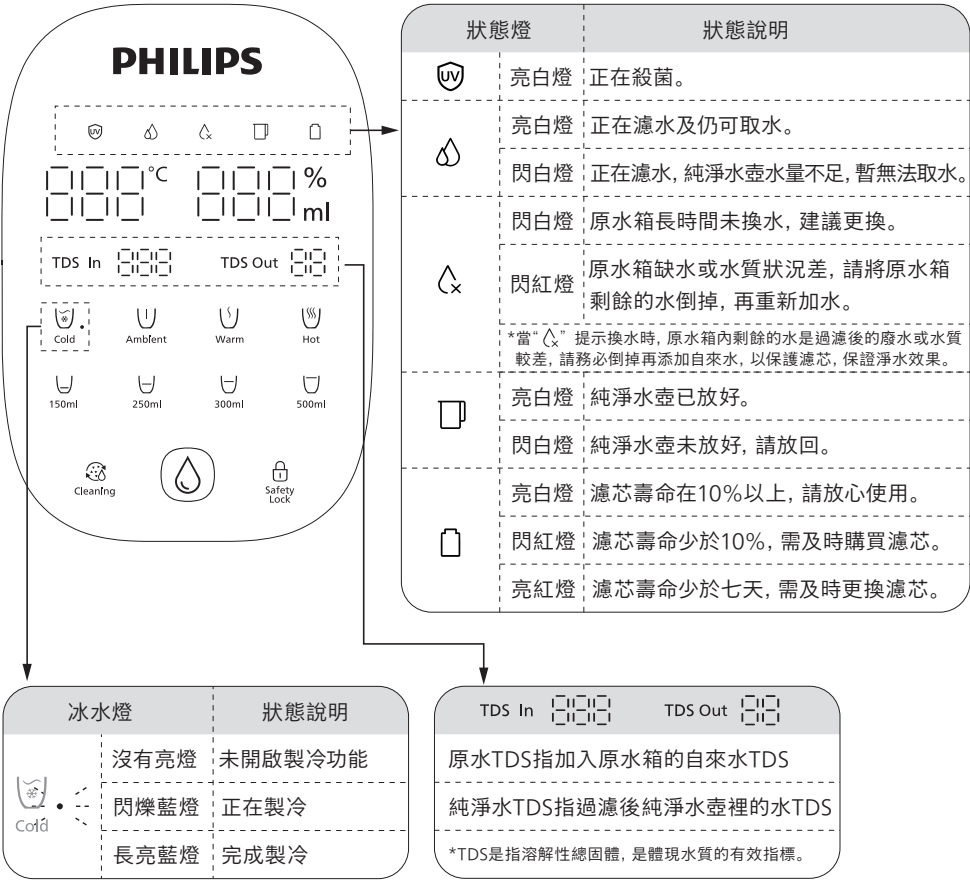 PHILIPS
UV
°C %
ml
TDS In TDS Out
Cold Ambient Warm Hot
150ml 250ml 300ml 500ml
Cleaning Safety
Lock
狀態燈 狀態說明
UV 亮白燈 正在殺菌。
亮白燈 正在濾水及仍可取水。
閃白燈 正在濾水, 純淨水壺水量不足, 暫無法取水。
閃白燈 原水箱長時間未換水, 建議更換。
閃紅燈 原水箱缺水或水質狀況差, 請將原水箱
剩餘的水倒掉, 再重新加水。
*當“ ” 提示換水時, 原水箱內剩餘的水是過濾後的廢水或水質
較差, 請務必倒掉再添加自來水, 以保護濾芯, 保證淨水效果。
亮白燈 純淨水壺已放好。
閃白燈 純淨水壺未放好, 請放回。
亮白燈 濾芯壽命在10%以上, 請放心使用。
閃紅燈 濾芯壽命少於10%, 需及時購買濾芯。
亮紅燈 濾芯壽命少於七天, 需及時更換濾芯。
冰水燈 狀態說明
沒有亮燈 未開啟製冷功能
閃爍藍燈 正在製冷
長亮藍燈 完成製冷
Cold
TDS In TDS Out
原水TDS指加入原水箱的自來水TDS
純淨水TDS指過濾後純淨水壺裡的水TDS
*TDS是指溶解性總固體, 是體現水質的有效指標。